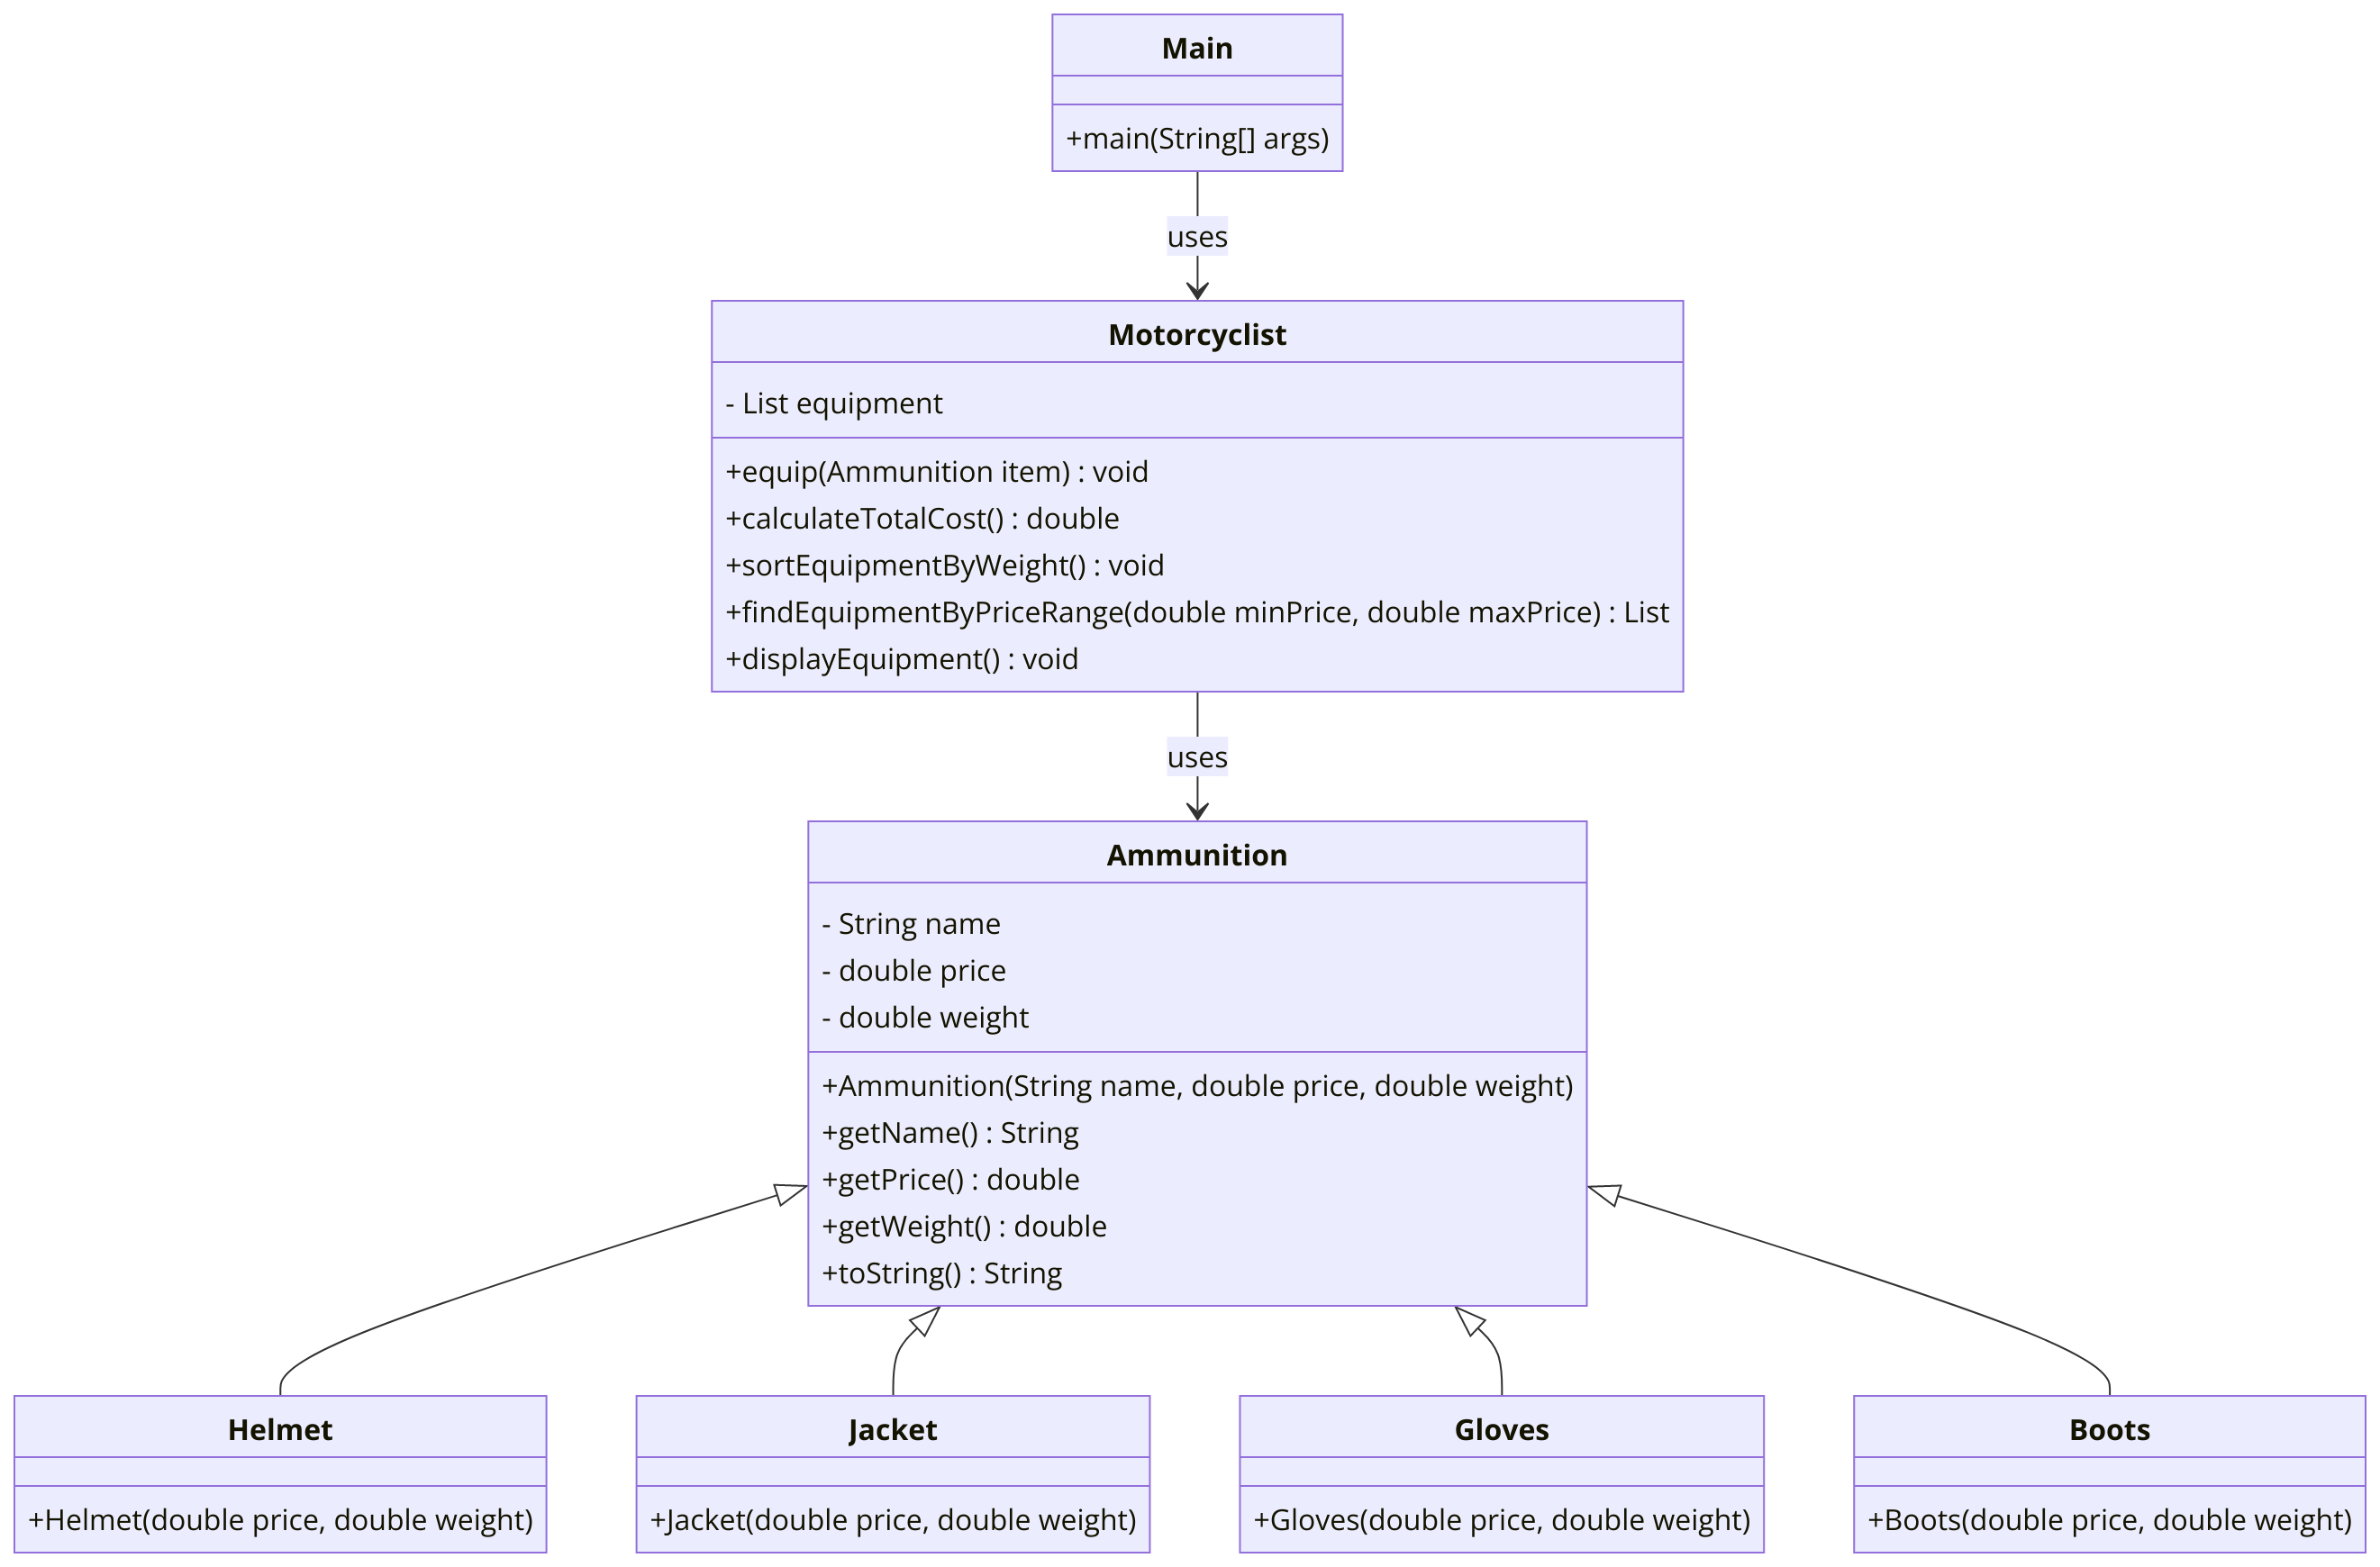 Main
+main(String[] args)
uses
Motorcyclist
- List equipment
+equip(Ammunition item) : void
+calculateTotalCost() : double
+sortEquipmentByWeight() : void
+findEquipmentByPriceRange(double minPrice, double maxPrice) : List
+displayEquipment() : void
uses
Ammunition
- String name
- double price
- double weight
+Ammunition(String name, double price, double weight)
+getName() : String
+getPrice() : double
+getWeight() : double
+toString() : String
Helmet
+Helmet(double price, double weight)
Jacket
+Jacket(double price, double weight)
Gloves
+Gloves(double price, double weight)
Boots
+Boots(double price, double weight)